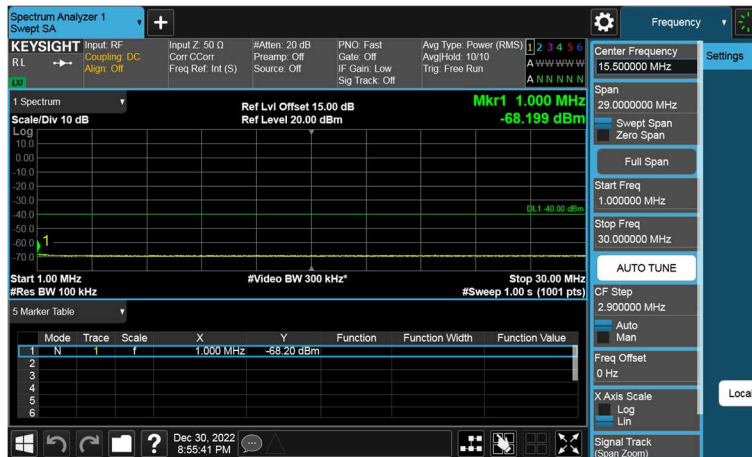 Spectrum Analyzer 1
Swept SA
Frequency
KEYSIGHT
RL
Input: RF
Coupling: DC
Align: Off
Input Z: 50 Ω
Corr CCorr
Freq Ref: Int (S)
#Atten: 20 dB
Preamp: Off
Source: Off
PNO: Fast
Gate: Off
IF Gain: Low
Sig Track: Off
Avg Type: Power (RMS)
Avg|Hold: 10/10
Trig: Free Run
1 2 3 4 5 6
A W W W W W
A N N N N N
LXI
1 Spectrum
Scale/Div 10 dB
Ref Lvl Offset 15.00 dB
Ref Level 20.00 dBm
Mkr1 1.000 MHz
-68.199 dBm
Log
10.0
0.00
-10.0
-20.0
-30.0
-40.0
DL1 -40.00 dBm
-50.0
-60.0
1
-70.0
Start 1.00 MHz
#Video BW 300 kHz*
Stop 30.00 MHz
#Res BW 100 kHz
#Sweep 1.00 s (1001 pts)
5 Marker Table
Mode Trace Scale X Y Function Function Width Function Value
1 N 1 f 1.000 MHz -68.20 dBm
2
3
4
5
6
?
Dec 30, 2022
8:55:41 PM
Center Frequency
15.500000 MHz
Settings
Span
29.0000000 MHz
Swept Span
Zero Span
Full Span
Start Freq
1.000000 MHz
Stop Freq
30.000000 MHz
AUTO TUNE
CF Step
2.900000 MHz
Auto
Man
Freq Offset
0 Hz
Local
X Axis Scale
Log
Lin
Signal Track
(Span Zoom)